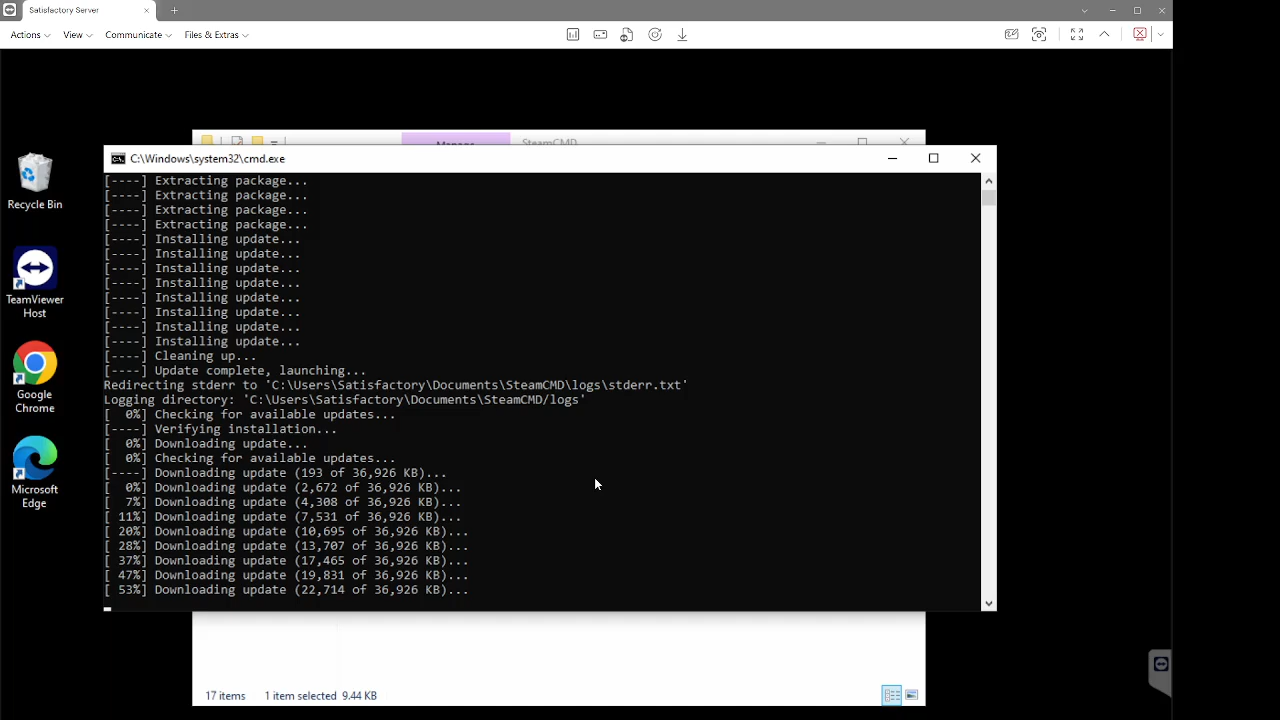 Satisfactory Server
Actions
View
Communicate
Files & Extras
Manage
SteamCMD
C:\Windows\system32\cmd.exe
[----] Extracting package...
[----] Extracting package...
[----] Extracting package...
[----] Extracting package...
[----] Installing update...
[----] Installing update...
[----] Installing update...
[----] Installing update...
[----] Installing update...
[----] Installing update...
[----] Installing update...
[----] Installing update...
[----] Cleaning up...
[----] Update complete, launching...
Redirecting stderr to 'C:\Users\Satisfactory\Documents\SteamCMD\logs\stderr.txt'
Logging directory: 'C:\Users\Satisfactory\Documents\SteamCMD/logs'
[  0%] Checking for available updates...
[----] Verifying installation...
[  0%] Downloading update...
[  0%] Checking for available updates...
[----] Downloading update (193 of 36,926 KB)...
[  0%] Downloading update (2,672 of 36,926 KB)...
[  7%] Downloading update (4,308 of 36,926 KB)...
[ 11%] Downloading update (7,531 of 36,926 KB)...
[ 20%] Downloading update (10,695 of 36,926 KB)...
[ 28%] Downloading update (13,707 of 36,926 KB)...
[ 37%] Downloading update (17,465 of 36,926 KB)...
[ 47%] Downloading update (19,831 of 36,926 KB)...
[ 53%] Downloading update (22,714 of 36,926 KB)...
Recycle Bin
TeamViewer
Host
Google
Chrome
Microsoft
Edge
17 items
1 item selected 9.44 KB